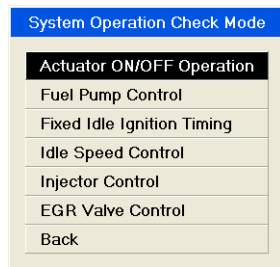 System Operation Check Mode
Actuator ON/OFF Operation
Fuel Pump Control
Fixed Idle Ignition Timing
Idle Speed Control
Injector Control
EGR Valve Control
Back